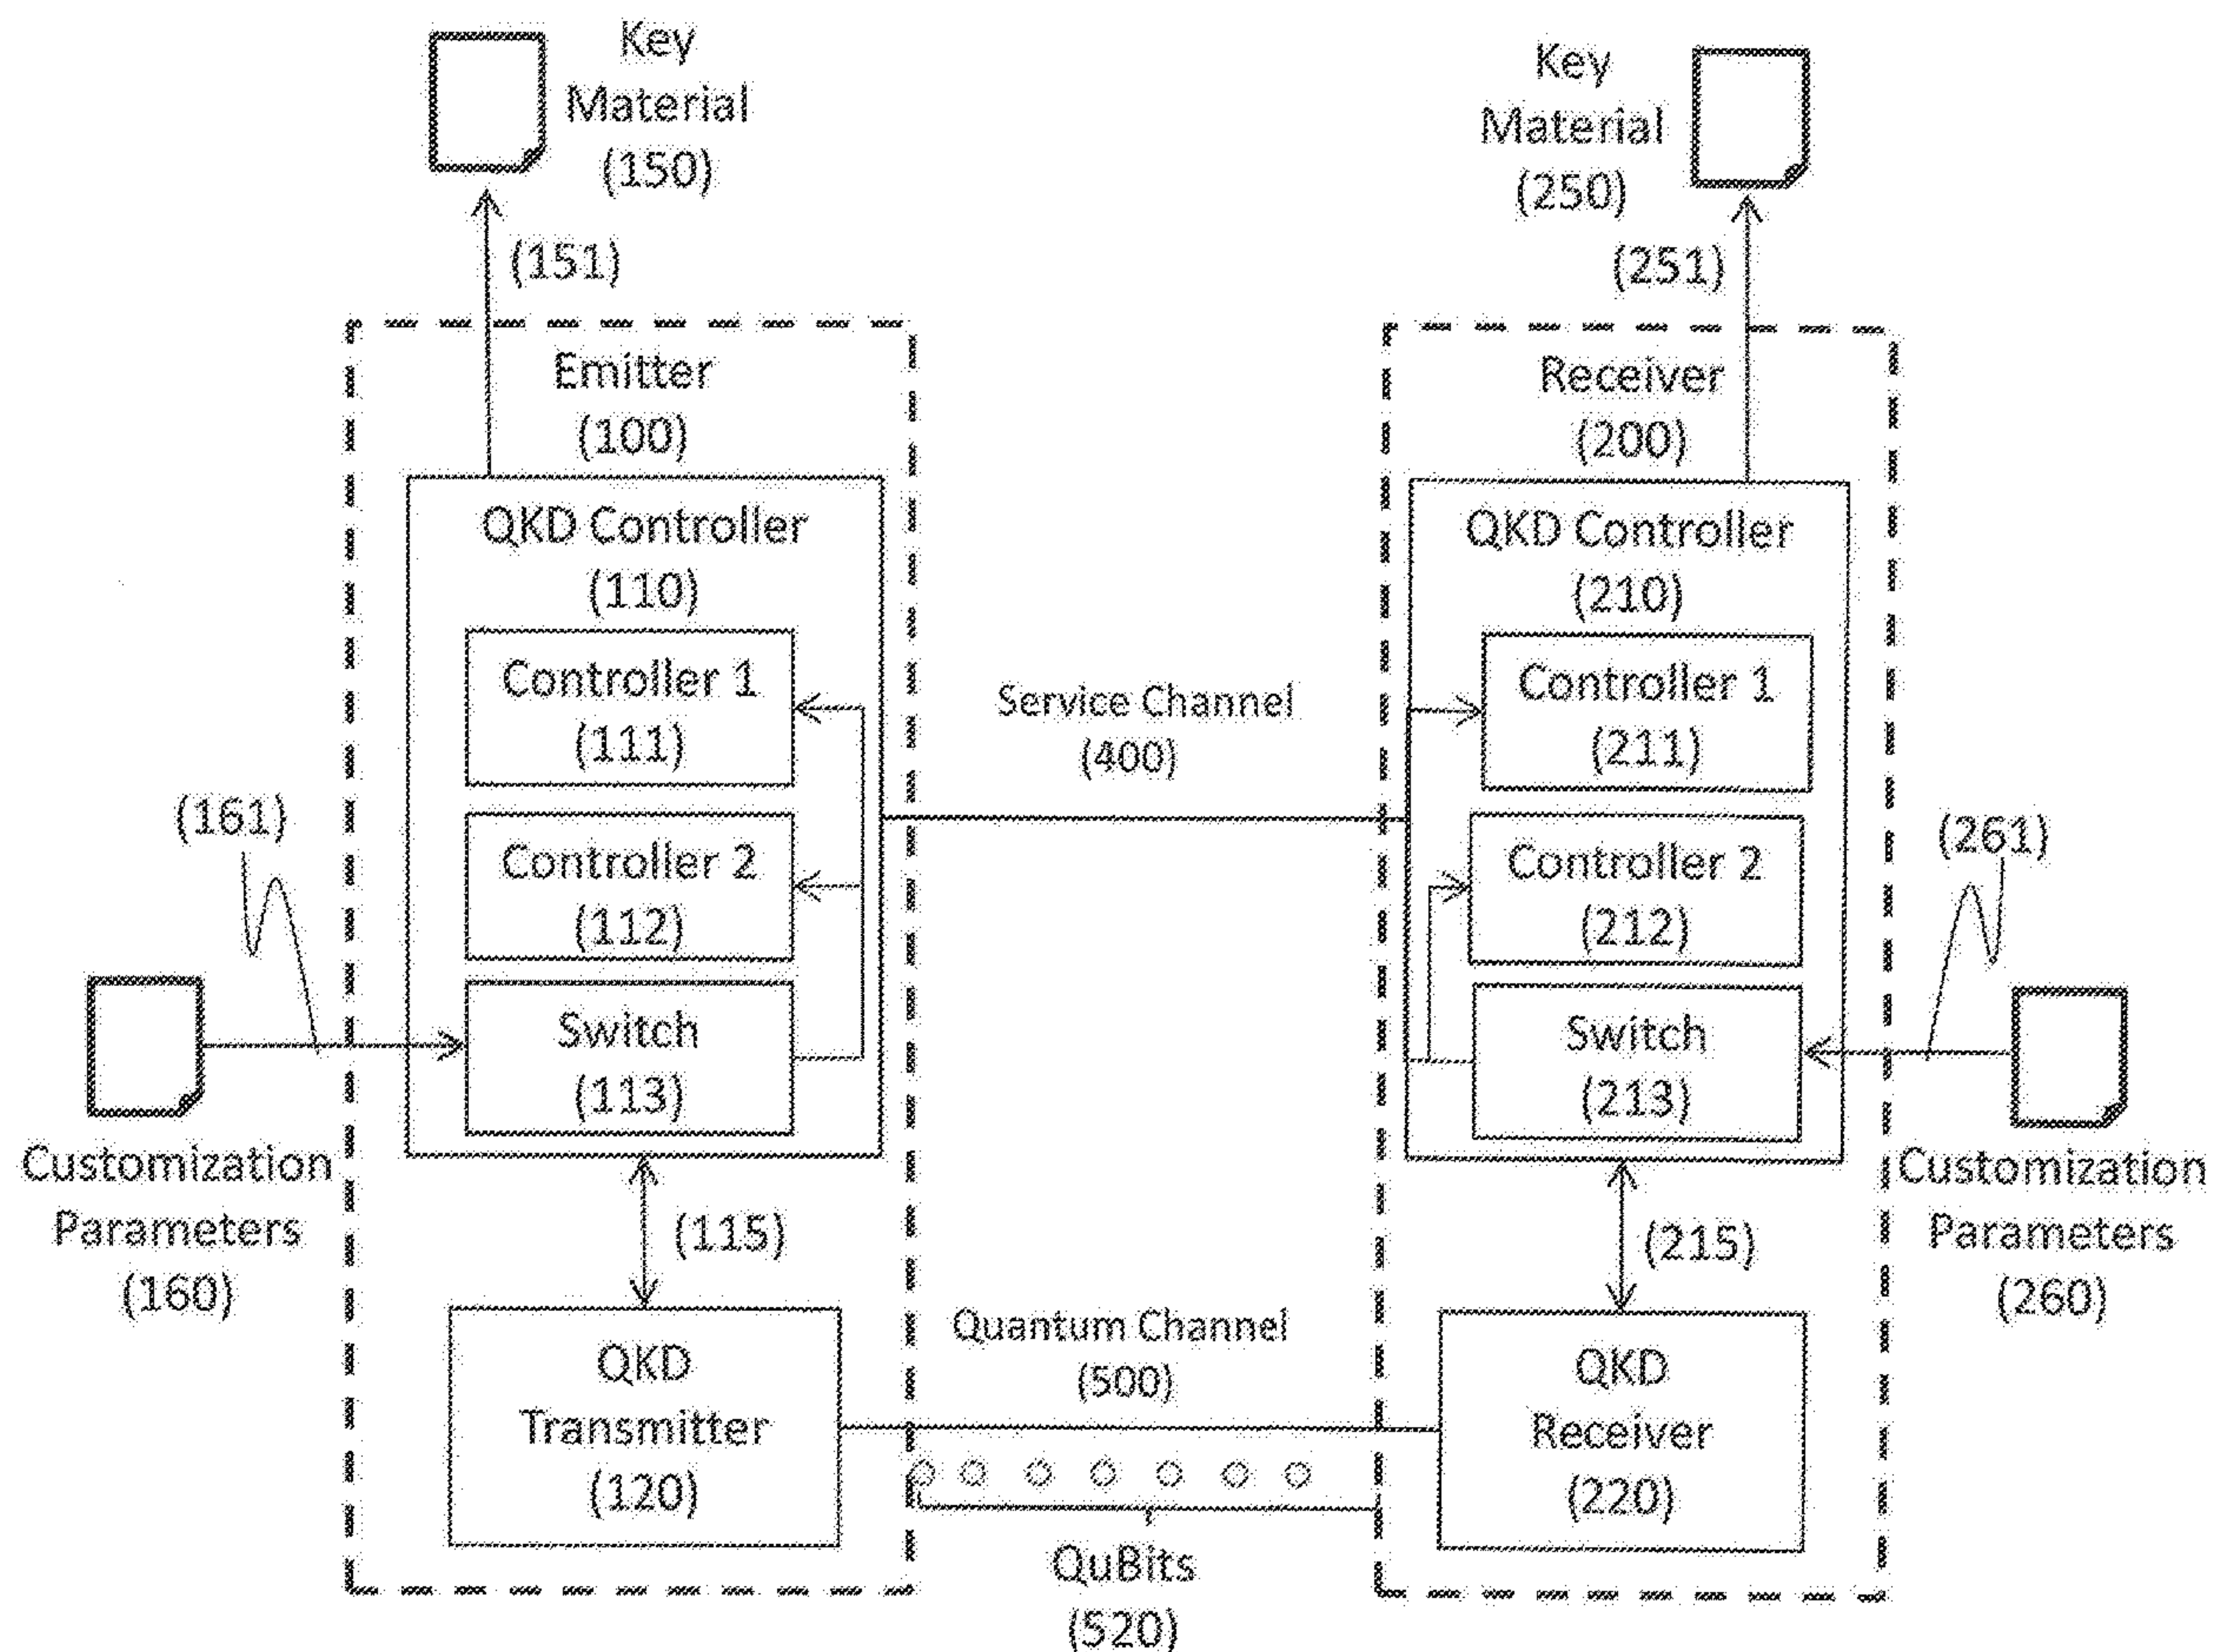 Key
Material
(150)
(151)
Key
Material
(250)
(251)
Emitter
(100)
QKD Controller
(110)
Controller 1
(111)
Controller 2
(112)
Switch
(113)
(161)
Customization
Parameters
(160)
(115)
QKD
Transmitter
(120)
Service Channel
(400)
Quantum Channel
(500)
QuBits
(520)
Receiver
(200)
QKD Controller
(210)
Controller 1
(211)
Controller 2
(212)
Switch
(213)
(261)
Customization
Parameters
(260)
(215)
QKD
Receiver
(220)